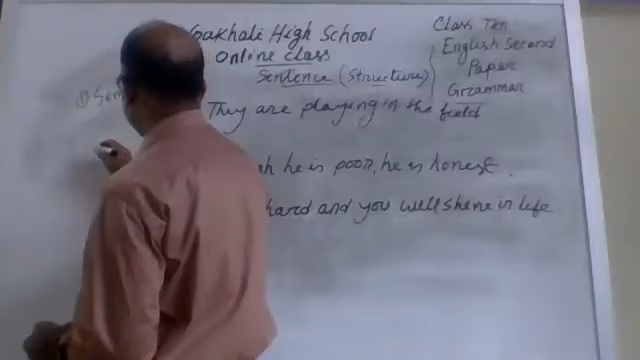 Gakhali High School
Online class
Sentence (Structure)
Class Ten
English Second
Paper
Grammar
They are playing in the field
he is poor, he is honest.
hard and you well shine in life